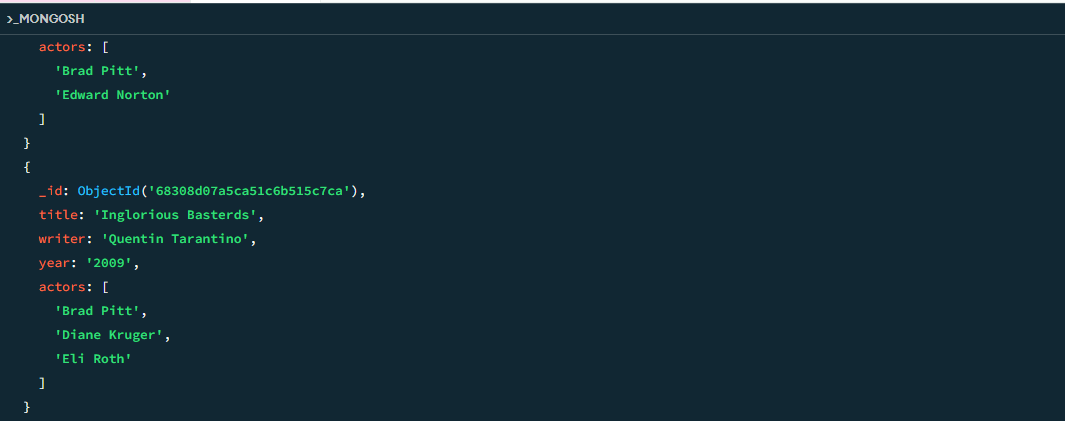 >_MONGOSH
actors: [
'Brad Pitt',
'Edward Norton'
]
}
{
_id: ObjectId('68308d07a5ca51c6b515c7ca'),
title: 'Inglorious Basterds',
writer: 'Quentin Tarantino',
year: '2009',
actors: [
'Brad Pitt',
'Diane Kruger',
'Eli Roth'
]
}